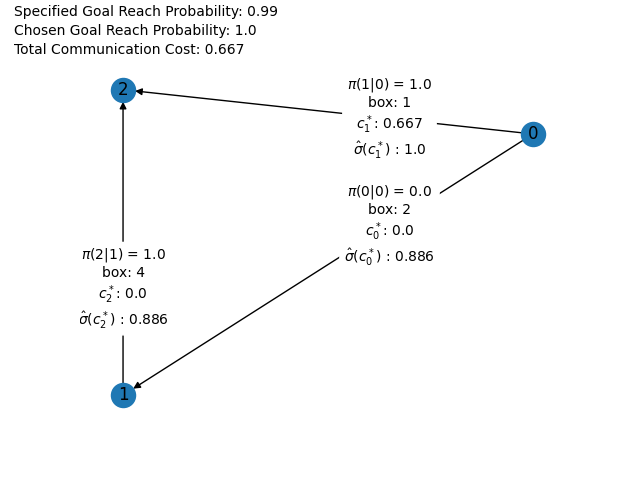 Specified Goal Reach Probability: 0.99
Chosen Goal Reach Probability: 1.0
Total Communication Cost: 0.667
2
π(1|0) = 1.0
box: 1
c₁*: 0.667
σ̂(c₁*) : 1.0
0
π(0|0) = 0.0
box: 2
c₀*: 0.0
σ̂(c₀*) : 0.886
π(2|1) = 1.0
box: 4
c₂*: 0.0
σ̂(c₂*) : 0.886
1